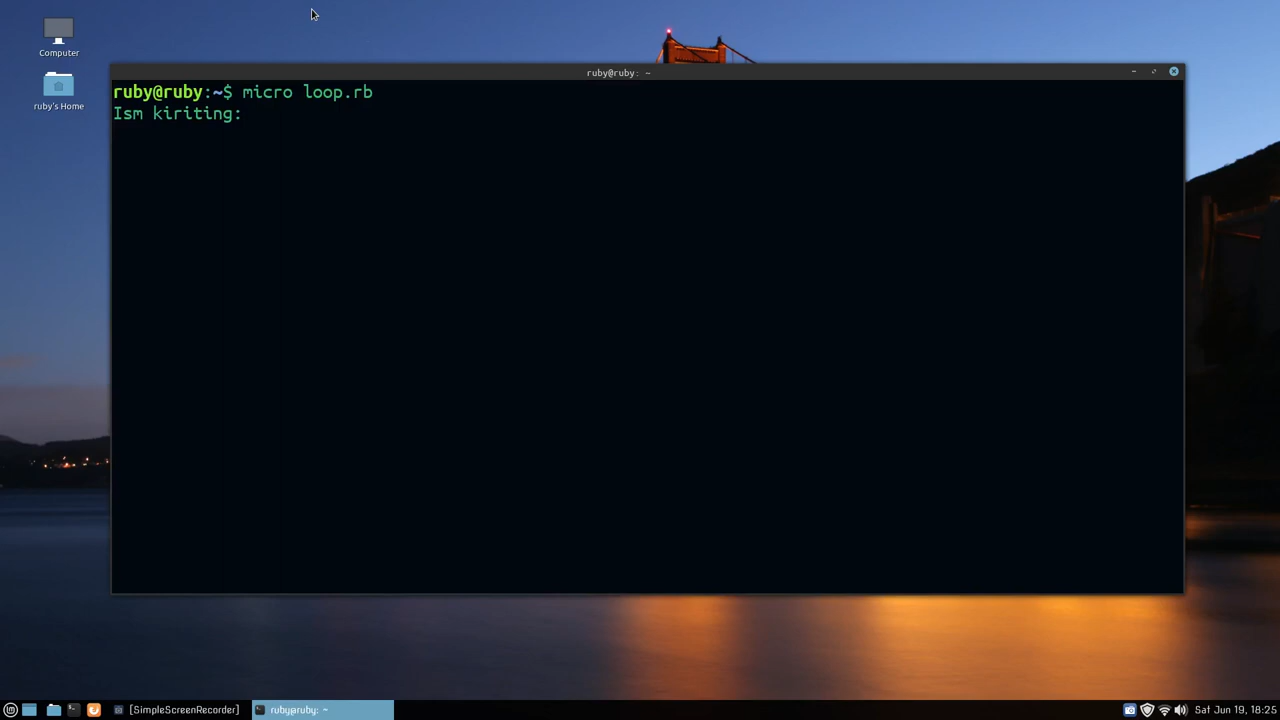 Computer
ruby's Home
ruby@ruby: ~
ruby@ruby:~$ micro loop.rb
Ism kiriting:
[SimpleScreenRecorder]
ruby@ruby: ~
Sat Jun 19, 18:25